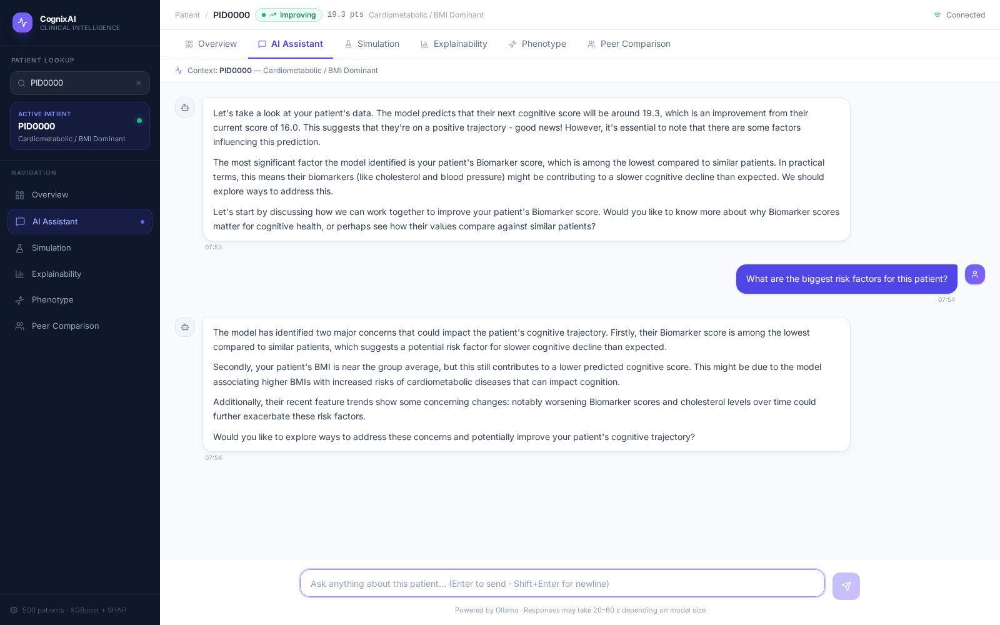 CognixAI
CLINICAL INTELLIGENCE
PATIENT LOOKUP
PID0000
ACTIVE PATIENT
PID0000
Cardiometabolic / BMI Dominant
NAVIGATION
Overview
AI Assistant
Simulation
Explainability
Phenotype
Peer Comparison
500 patients · XGBoost + SHAP
Patient / PID0000 Improving 19.3 pts Cardiometabolic / BMI Dominant
Connected
Overview AI Assistant Simulation Explainability Phenotype Peer Comparison
Context: PID0000 — Cardiometabolic / BMI Dominant
Let's take a look at your patient's data. The model predicts that their next cognitive score will be around 19.3, which is an improvement from their
current score of 16.0. This suggests that they're on a positive trajectory - good news! However, it's essential to note that there are some factors
influencing this prediction.
The most significant factor the model identified is your patient's Biomarker score, which is among the lowest compared to similar patients. In practical
terms, this means their biomarkers (like cholesterol and blood pressure) might be contributing to a slower cognitive decline than expected. We should
explore ways to address this.
Let's start by discussing how we can work together to improve your patient's Biomarker score. Would you like to know more about why Biomarker scores
matter for cognitive health, or perhaps see how their values compare against similar patients?
07:53
What are the biggest risk factors for this patient?
07:54
The model has identified two major concerns that could impact the patient's cognitive trajectory. Firstly, their Biomarker score is among the lowest
compared to similar patients, which suggests a potential risk factor for slower cognitive decline than expected.
Secondly, your patient's BMI is near the group average, but this still contributes to a lower predicted cognitive score. This might be due to the model
associating higher BMIs with increased risks of cardiometabolic diseases that can impact cognition.
Additionally, their recent feature trends show some concerning changes: notably worsening Biomarker scores and cholesterol levels over time could
further exacerbate these risk factors.
Would you like to explore ways to address these concerns and potentially improve your patient's cognitive trajectory?
07:54
Ask anything about this patient... (Enter to send · Shift+Enter for newline)
Powered by Ollama · Responses may take 20–60 s depending on model size